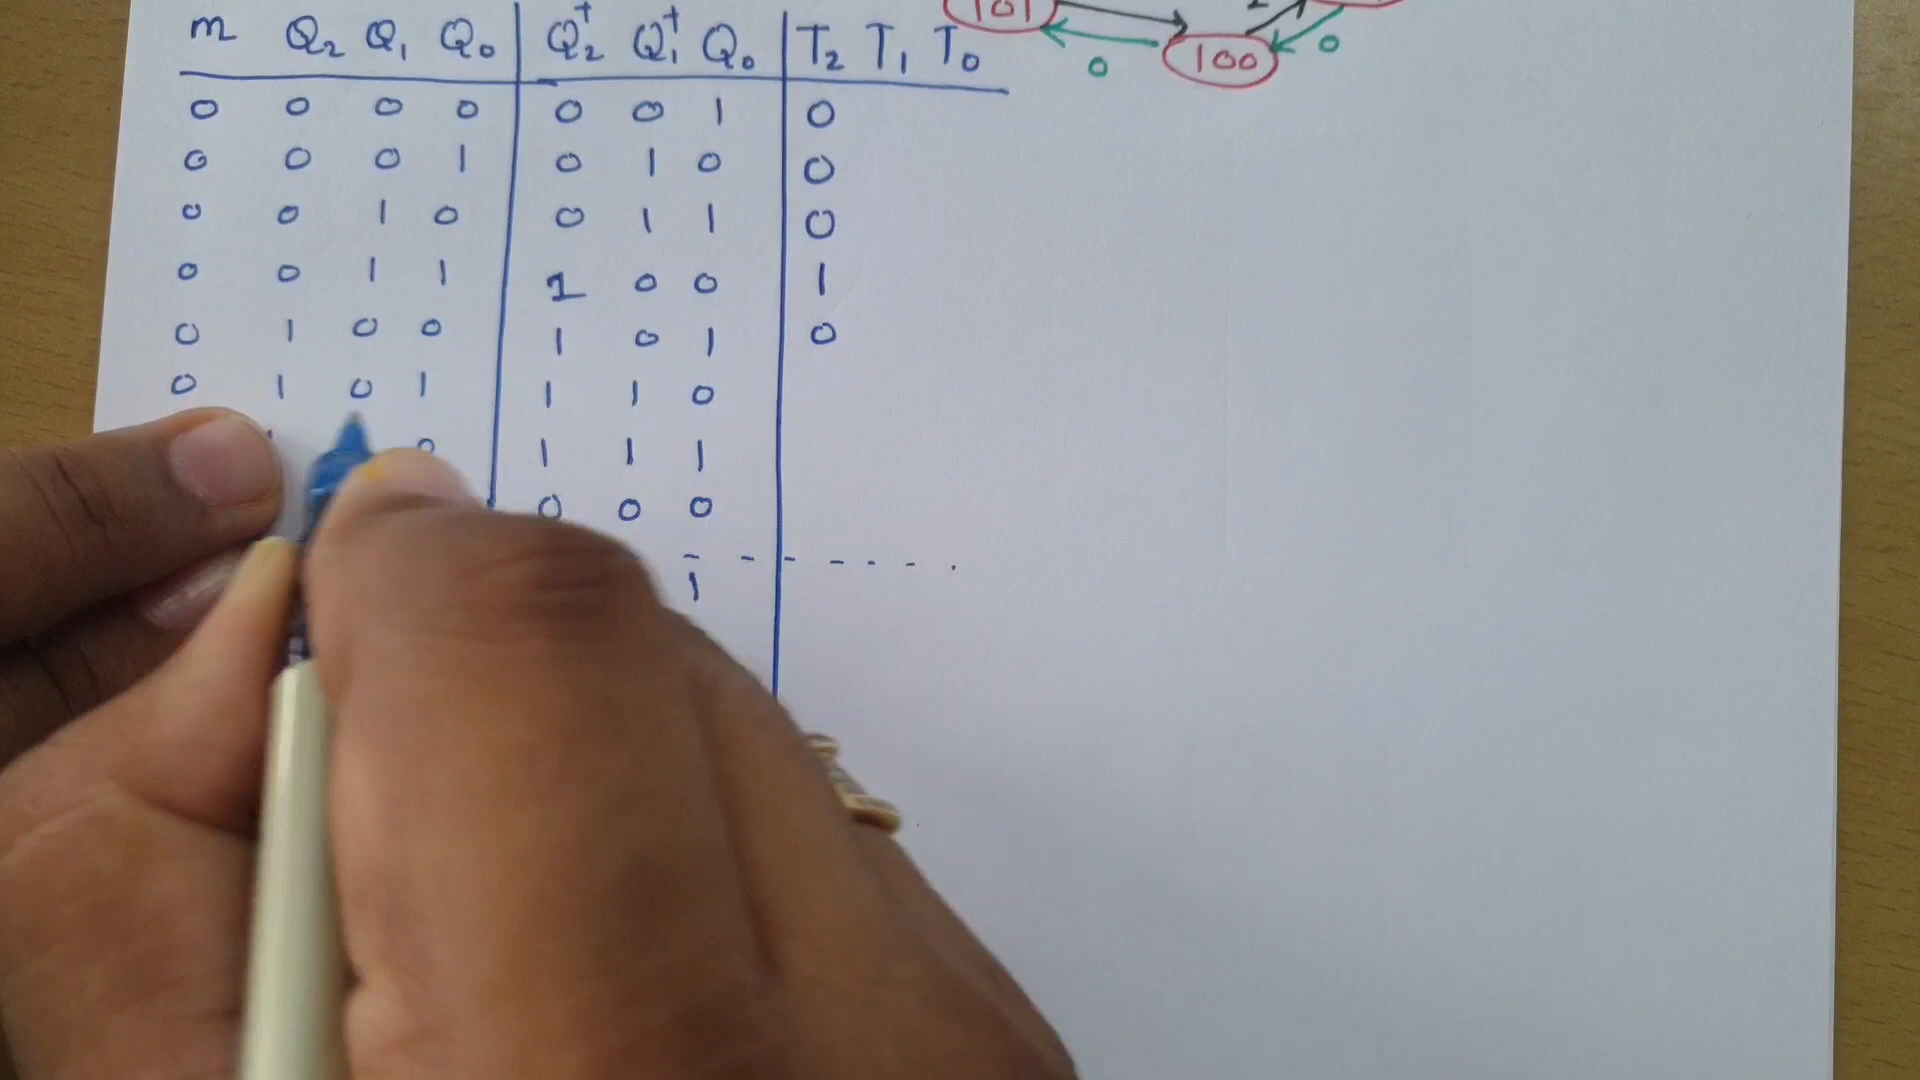 101 0 100 1 0
m Q₂ Q₁ Q₀ Q₂⁺ Q₁⁺ Q₀ T₂ T₁ T₀
0 0 0 0 0 0 1 0
0 0 0 1 0 1 0 0
0 0 1 0 0 1 1 0
0 0 1 1 1 0 0 1
0 1 0 0 1 0 1 0
0 1 0 1 1 1 0
0 1 1 1
0 0 0
1